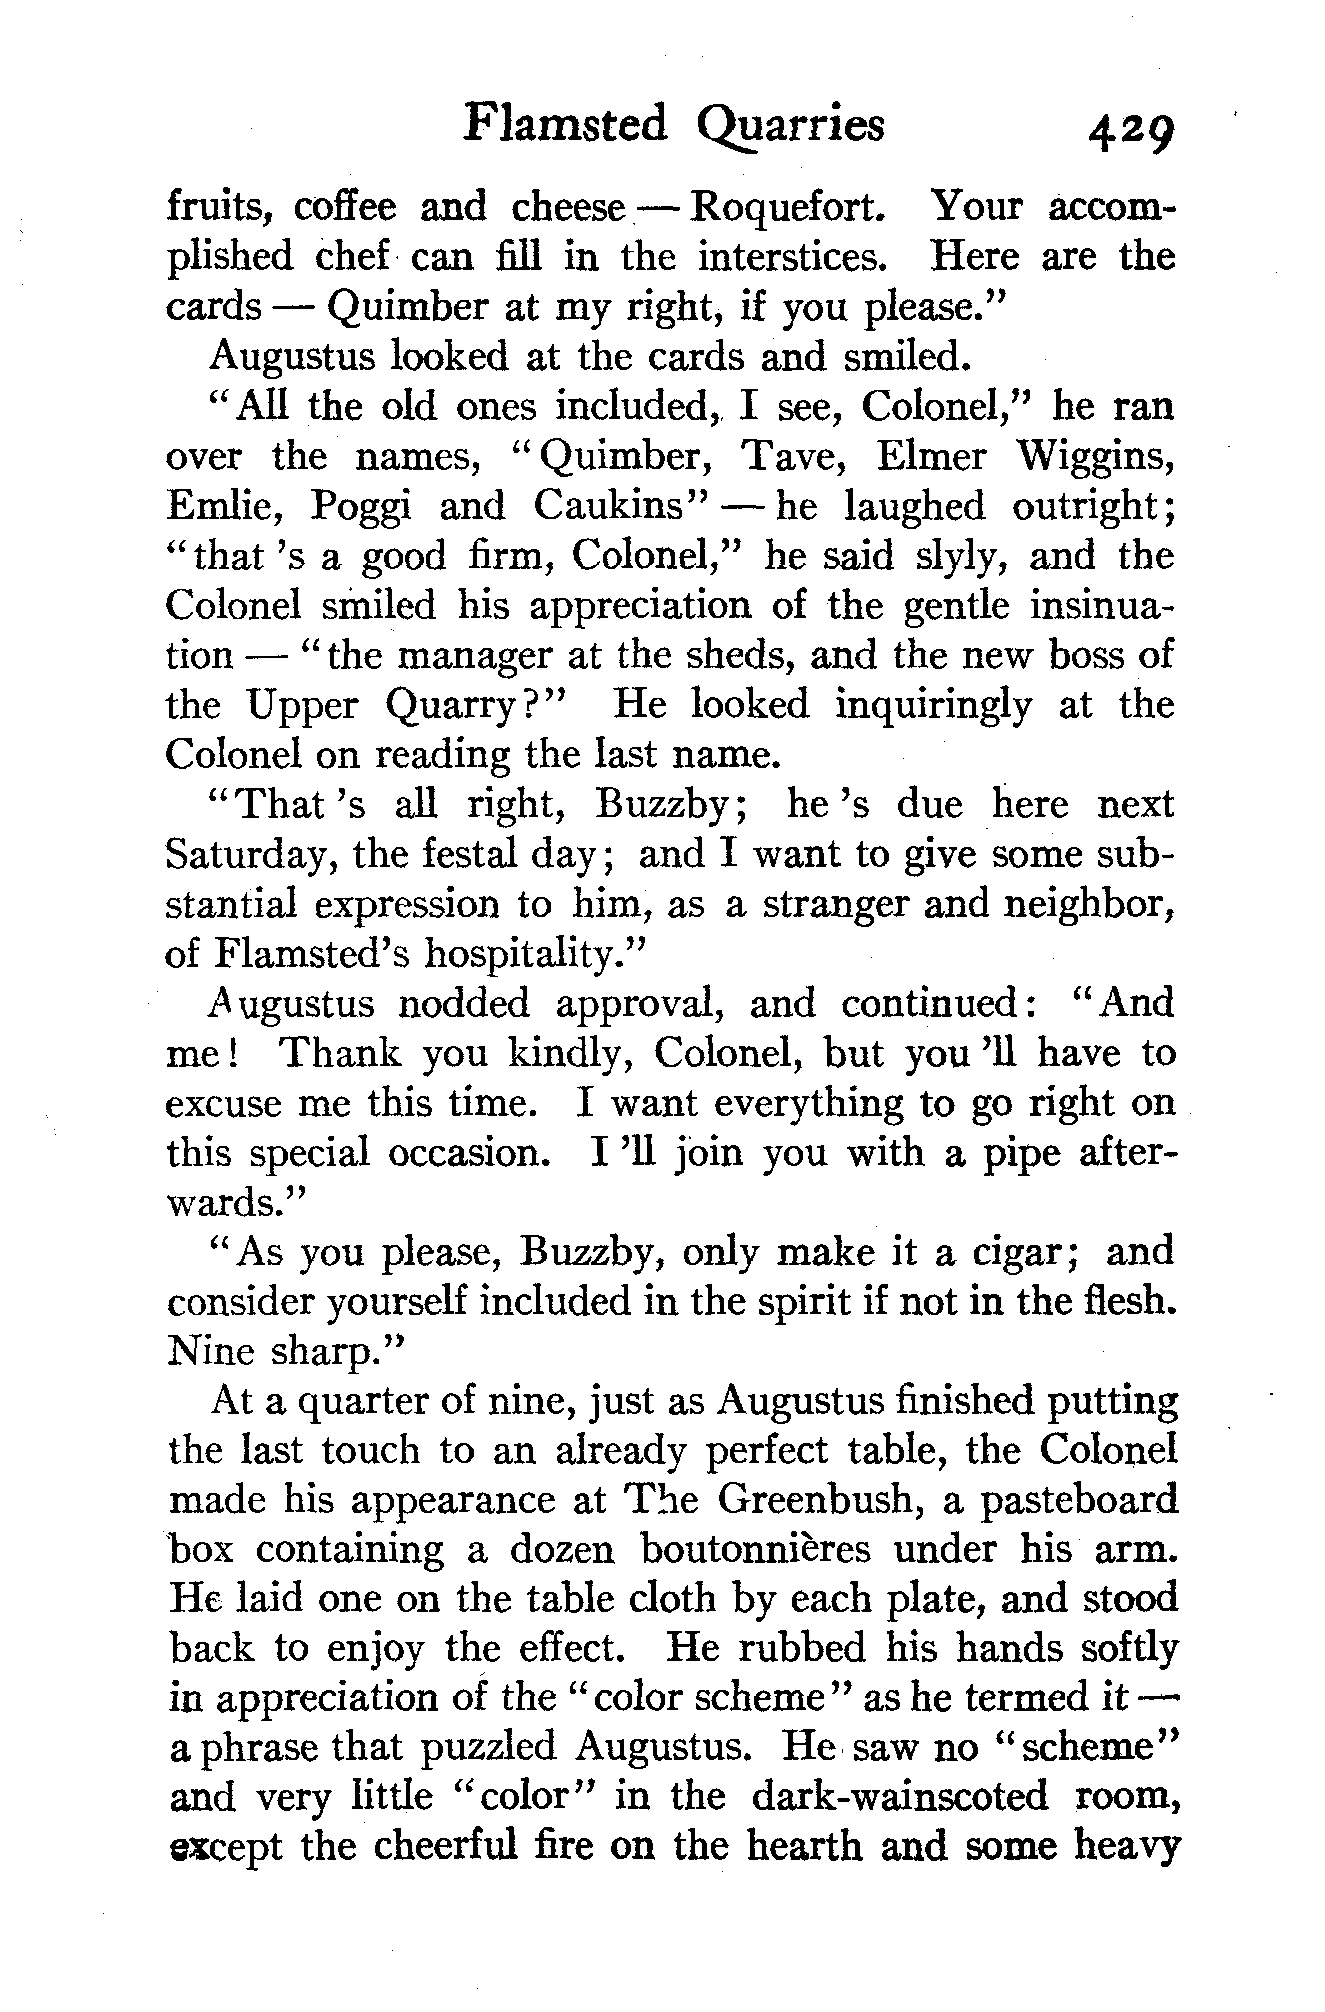 Flamsted Quarries 429
fruits, coffee and cheese — Roquefort. Your accom-
plished chef can fill in the interstices. Here are the
cards — Quimber at my right, if you please."
Augustus looked at the cards and smiled.
"All the old ones included, I see, Colonel," he ran
over the names, "Quimber, Tave, Elmer Wiggins,
Emlie, Poggi and Caukins" — he laughed outright;
"that 's a good firm, Colonel," he said slyly, and the
Colonel smiled his appreciation of the gentle insinua-
tion — "the manager at the sheds, and the new boss of
the Upper Quarry?" He looked inquiringly at the
Colonel on reading the last name.
"That 's all right, Buzzby; he 's due here next
Saturday, the festal day; and I want to give some sub-
stantial expression to him, as a stranger and neighbor,
of Flamsted's hospitality."
Augustus nodded approval, and continued: "And
me! Thank you kindly, Colonel, but you 'll have to
excuse me this time. I want everything to go right on
this special occasion. I 'll join you with a pipe after-
wards."
"As you please, Buzzby, only make it a cigar; and
consider yourself included in the spirit if not in the flesh.
Nine sharp."
At a quarter of nine, just as Augustus finished putting
the last touch to an already perfect table, the Colonel
made his appearance at The Greenbush, a pasteboard
box containing a dozen boutonnières under his arm.
He laid one on the table cloth by each plate, and stood
back to enjoy the effect. He rubbed his hands softly
in appreciation of the "color scheme" as he termed it —
a phrase that puzzled Augustus. He saw no "scheme"
and very little "color" in the dark-wainscoted room,
except the cheerful fire on the hearth and some heavy